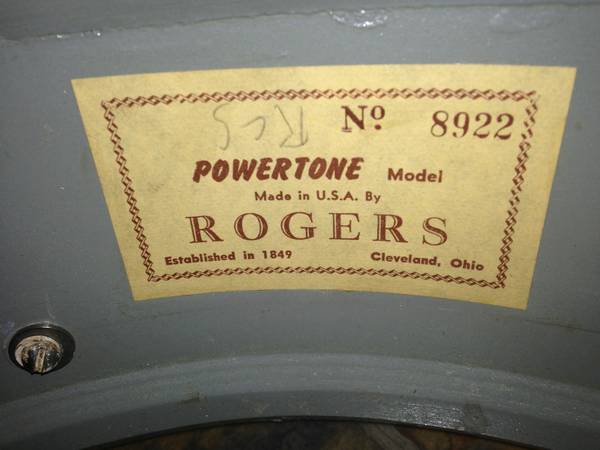 Nº 8922
POWERTONE Model
Made in U.S.A. By
ROGERS
Established in 1849 Cleveland, Ohio